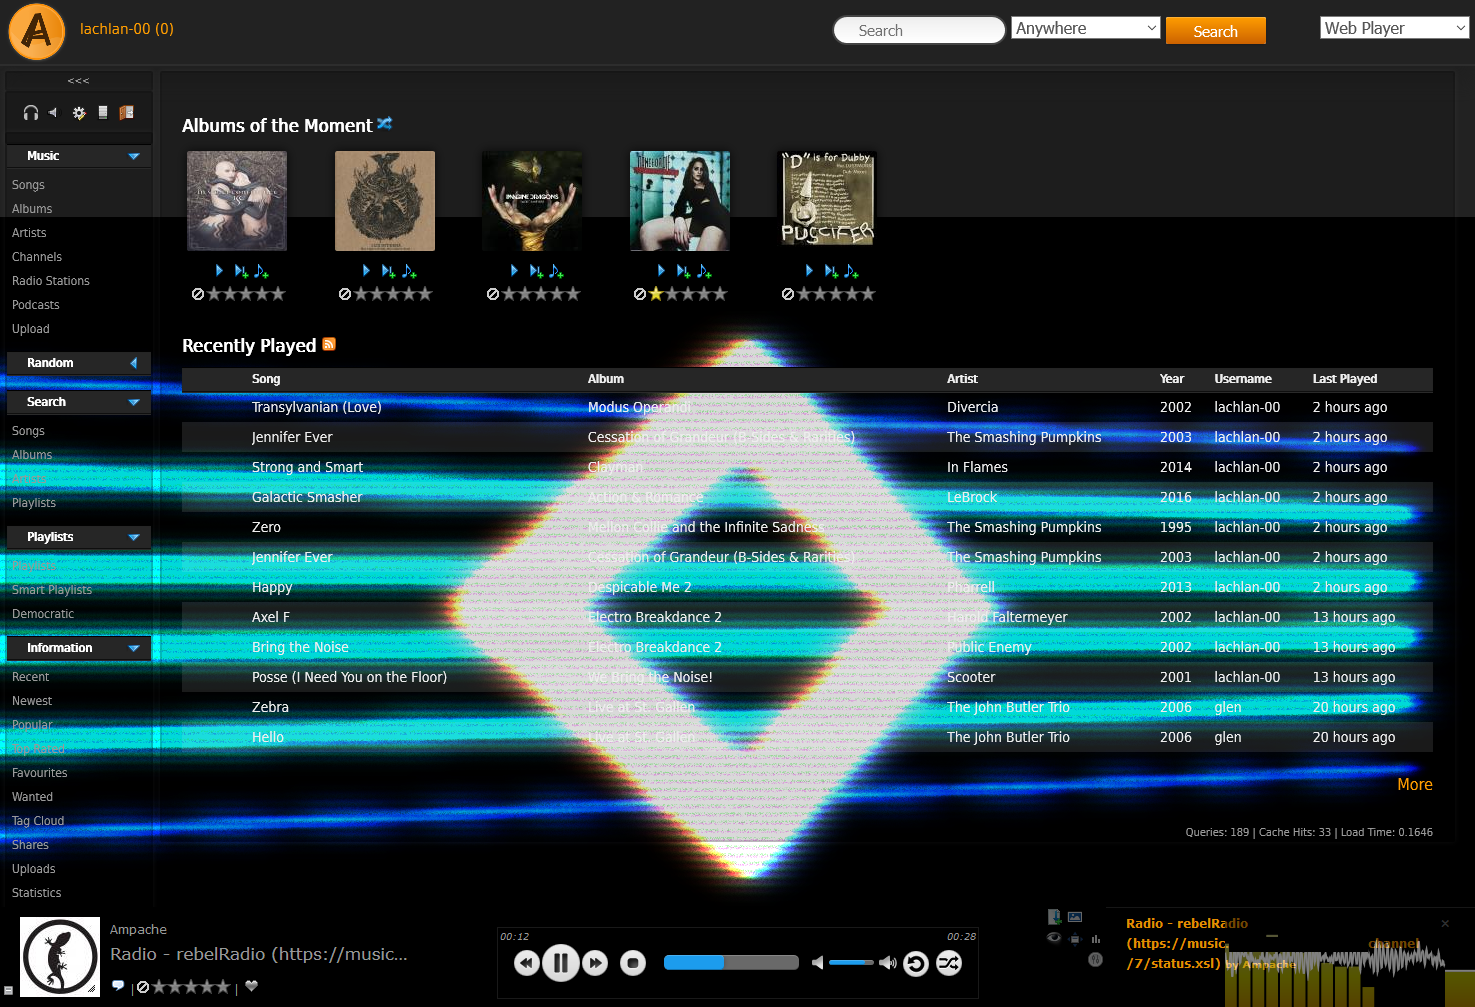 lachlan-00 (0)
Search
Anywhere
Search
Web Player
<<<
Music
Songs
Albums
Artists
Channels
Radio Stations
Podcasts
Upload
Random
Search
Songs
Albums
Artists
Playlists
Playlists
Playlists
Smart Playlists
Democratic
Information
Recent
Newest
Popular
Top Rated
Favourites
Wanted
Tag Cloud
Shares
Uploads
Statistics
Albums of the Moment
IMAGINE DRAGONS
"D" is for Dubby
PUSCIFER
Recently Played
Song Album Artist Year Username Last Played
Transylvanian (Love) Modus Operandi Divercia 2002 lachlan-00 2 hours ago
Jennifer Ever Cessation of Grandeur (B-Sides & Rarities) The Smashing Pumpkins 2003 lachlan-00 2 hours ago
Strong and Smart Clayman In Flames 2014 lachlan-00 2 hours ago
Galactic Smasher Action & Romance LeBrock 2016 lachlan-00 2 hours ago
Zero Mellon Collie and the Infinite Sadness The Smashing Pumpkins 1995 lachlan-00 2 hours ago
Jennifer Ever Cessation of Grandeur (B-Sides & Rarities) The Smashing Pumpkins 2003 lachlan-00 2 hours ago
Happy Despicable Me 2 Pharrell 2013 lachlan-00 2 hours ago
Axel F Electro Breakdance 2 Harold Faltermeyer 2002 lachlan-00 13 hours ago
Bring the Noise Electro Breakdance 2 Public Enemy 2002 lachlan-00 13 hours ago
Posse (I Need You on the Floor) We Bring the Noise! Scooter 2001 lachlan-00 13 hours ago
Zebra Live at St. Gallen The John Butler Trio 2006 glen 20 hours ago
Hello Live at St. Gallen The John Butler Trio 2006 glen 20 hours ago
More
Queries: 189 | Cache Hits: 33 | Load Time: 0.1646
Ampache
Radio - rebelRadio (https://music...
00:12
00:28
Radio - rebelRadio
(https://music.
channel
/7/status.xsl) by Ampache